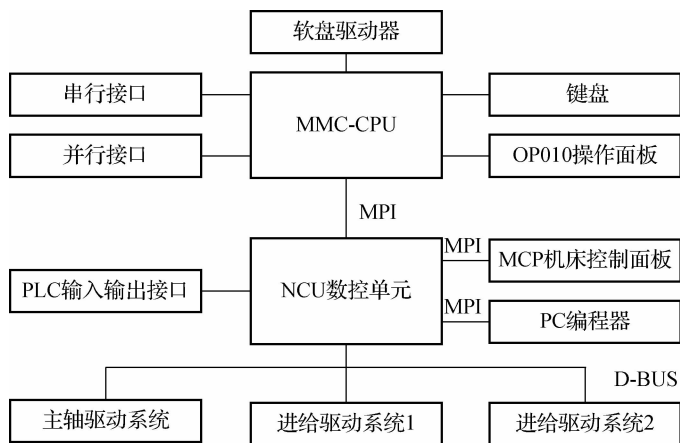 软盘驱动器
串行接口
MMC-CPU
键盘
并行接口
OP010操作面板
MPI
MPI
PLC输入输出接口
NCU数控单元
MCP机床控制面板
MPI
PC编程器
D-BUS
主轴驱动系统
进给驱动系统1
进给驱动系统2